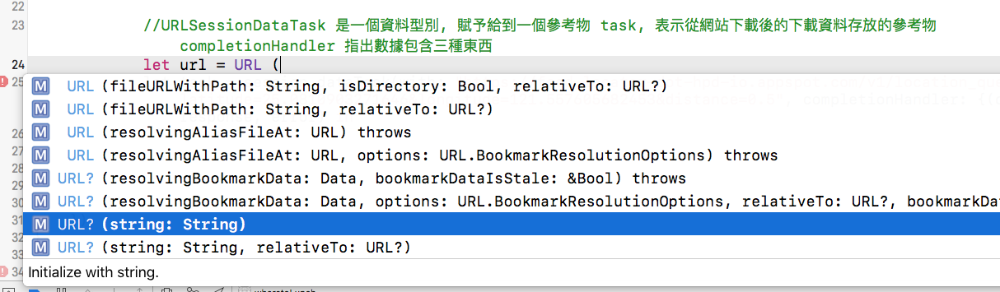 22
23 //URLSessionDataTask 是一個資料型別, 賦予給到一個參考物 task, 表示從網站下載後的下載資料存放的參考物
completionHandler 指出數據包含三種東西
24 let url = URL (
25 M URL (fileURLWithPath: String, isDirectory: Bool, relativeTo: URL?)
M URL (fileURLWithPath: String, relativeTo: URL?)
26 M URL (resolvingAliasFileAt: URL) throws
27 M URL (resolvingAliasFileAt: URL, options: URL.BookmarkResolutionOptions) throws
28
29 M URL? (resolvingBookmarkData: Data, bookmarkDataIsStale: &Bool) throws
30 M URL? (resolvingBookmarkData: Data, options: URL.BookmarkResolutionOptions, relativeTo: URL?, bookmarkDa
31 M URL? (string: String)
32
33 M URL? (string: String, relativeTo: URL?)
34 Initialize with string.